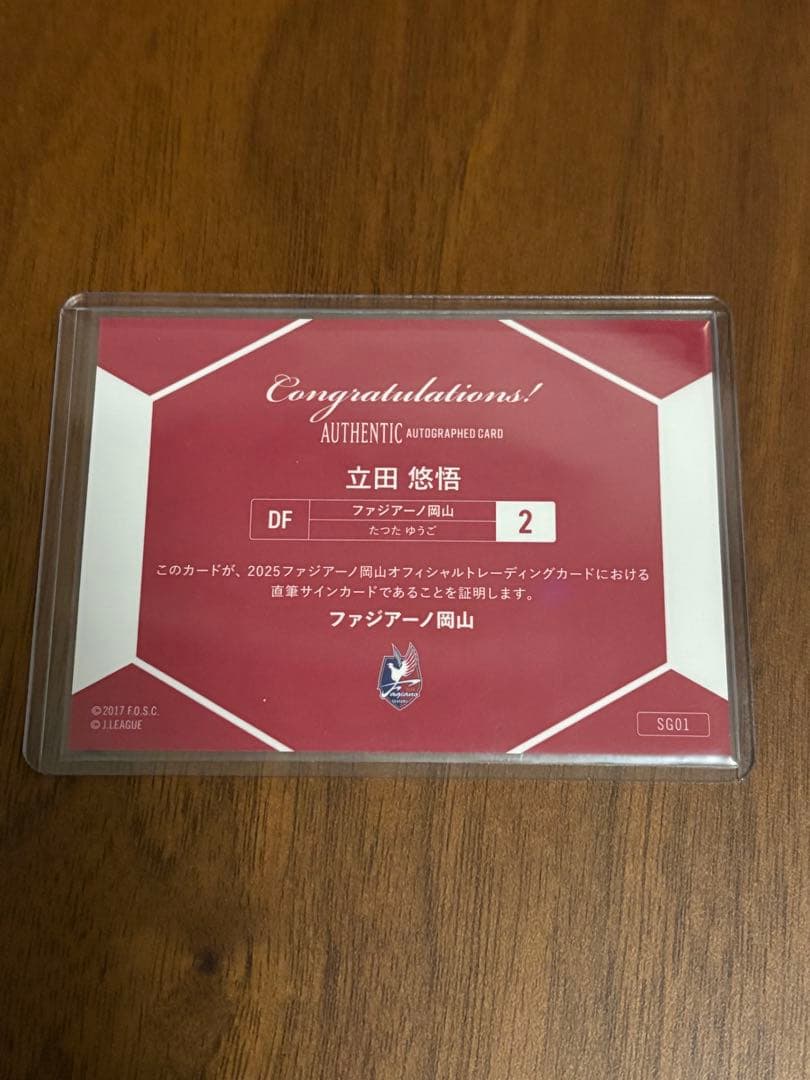 Congratulations!
AUTHENTIC AUTOGRAPHED CARD
立田 悠悟
DF
ファジアーノ岡山
たつた ゆうご
2
このカードが、2025ファジアーノ岡山オフィシャルトレーディングカードにおける
直筆サインカードであることを証明します。
ファジアーノ岡山
Fagiano
©2017 F.O.S.C.
©J.LEAGUE
SG01